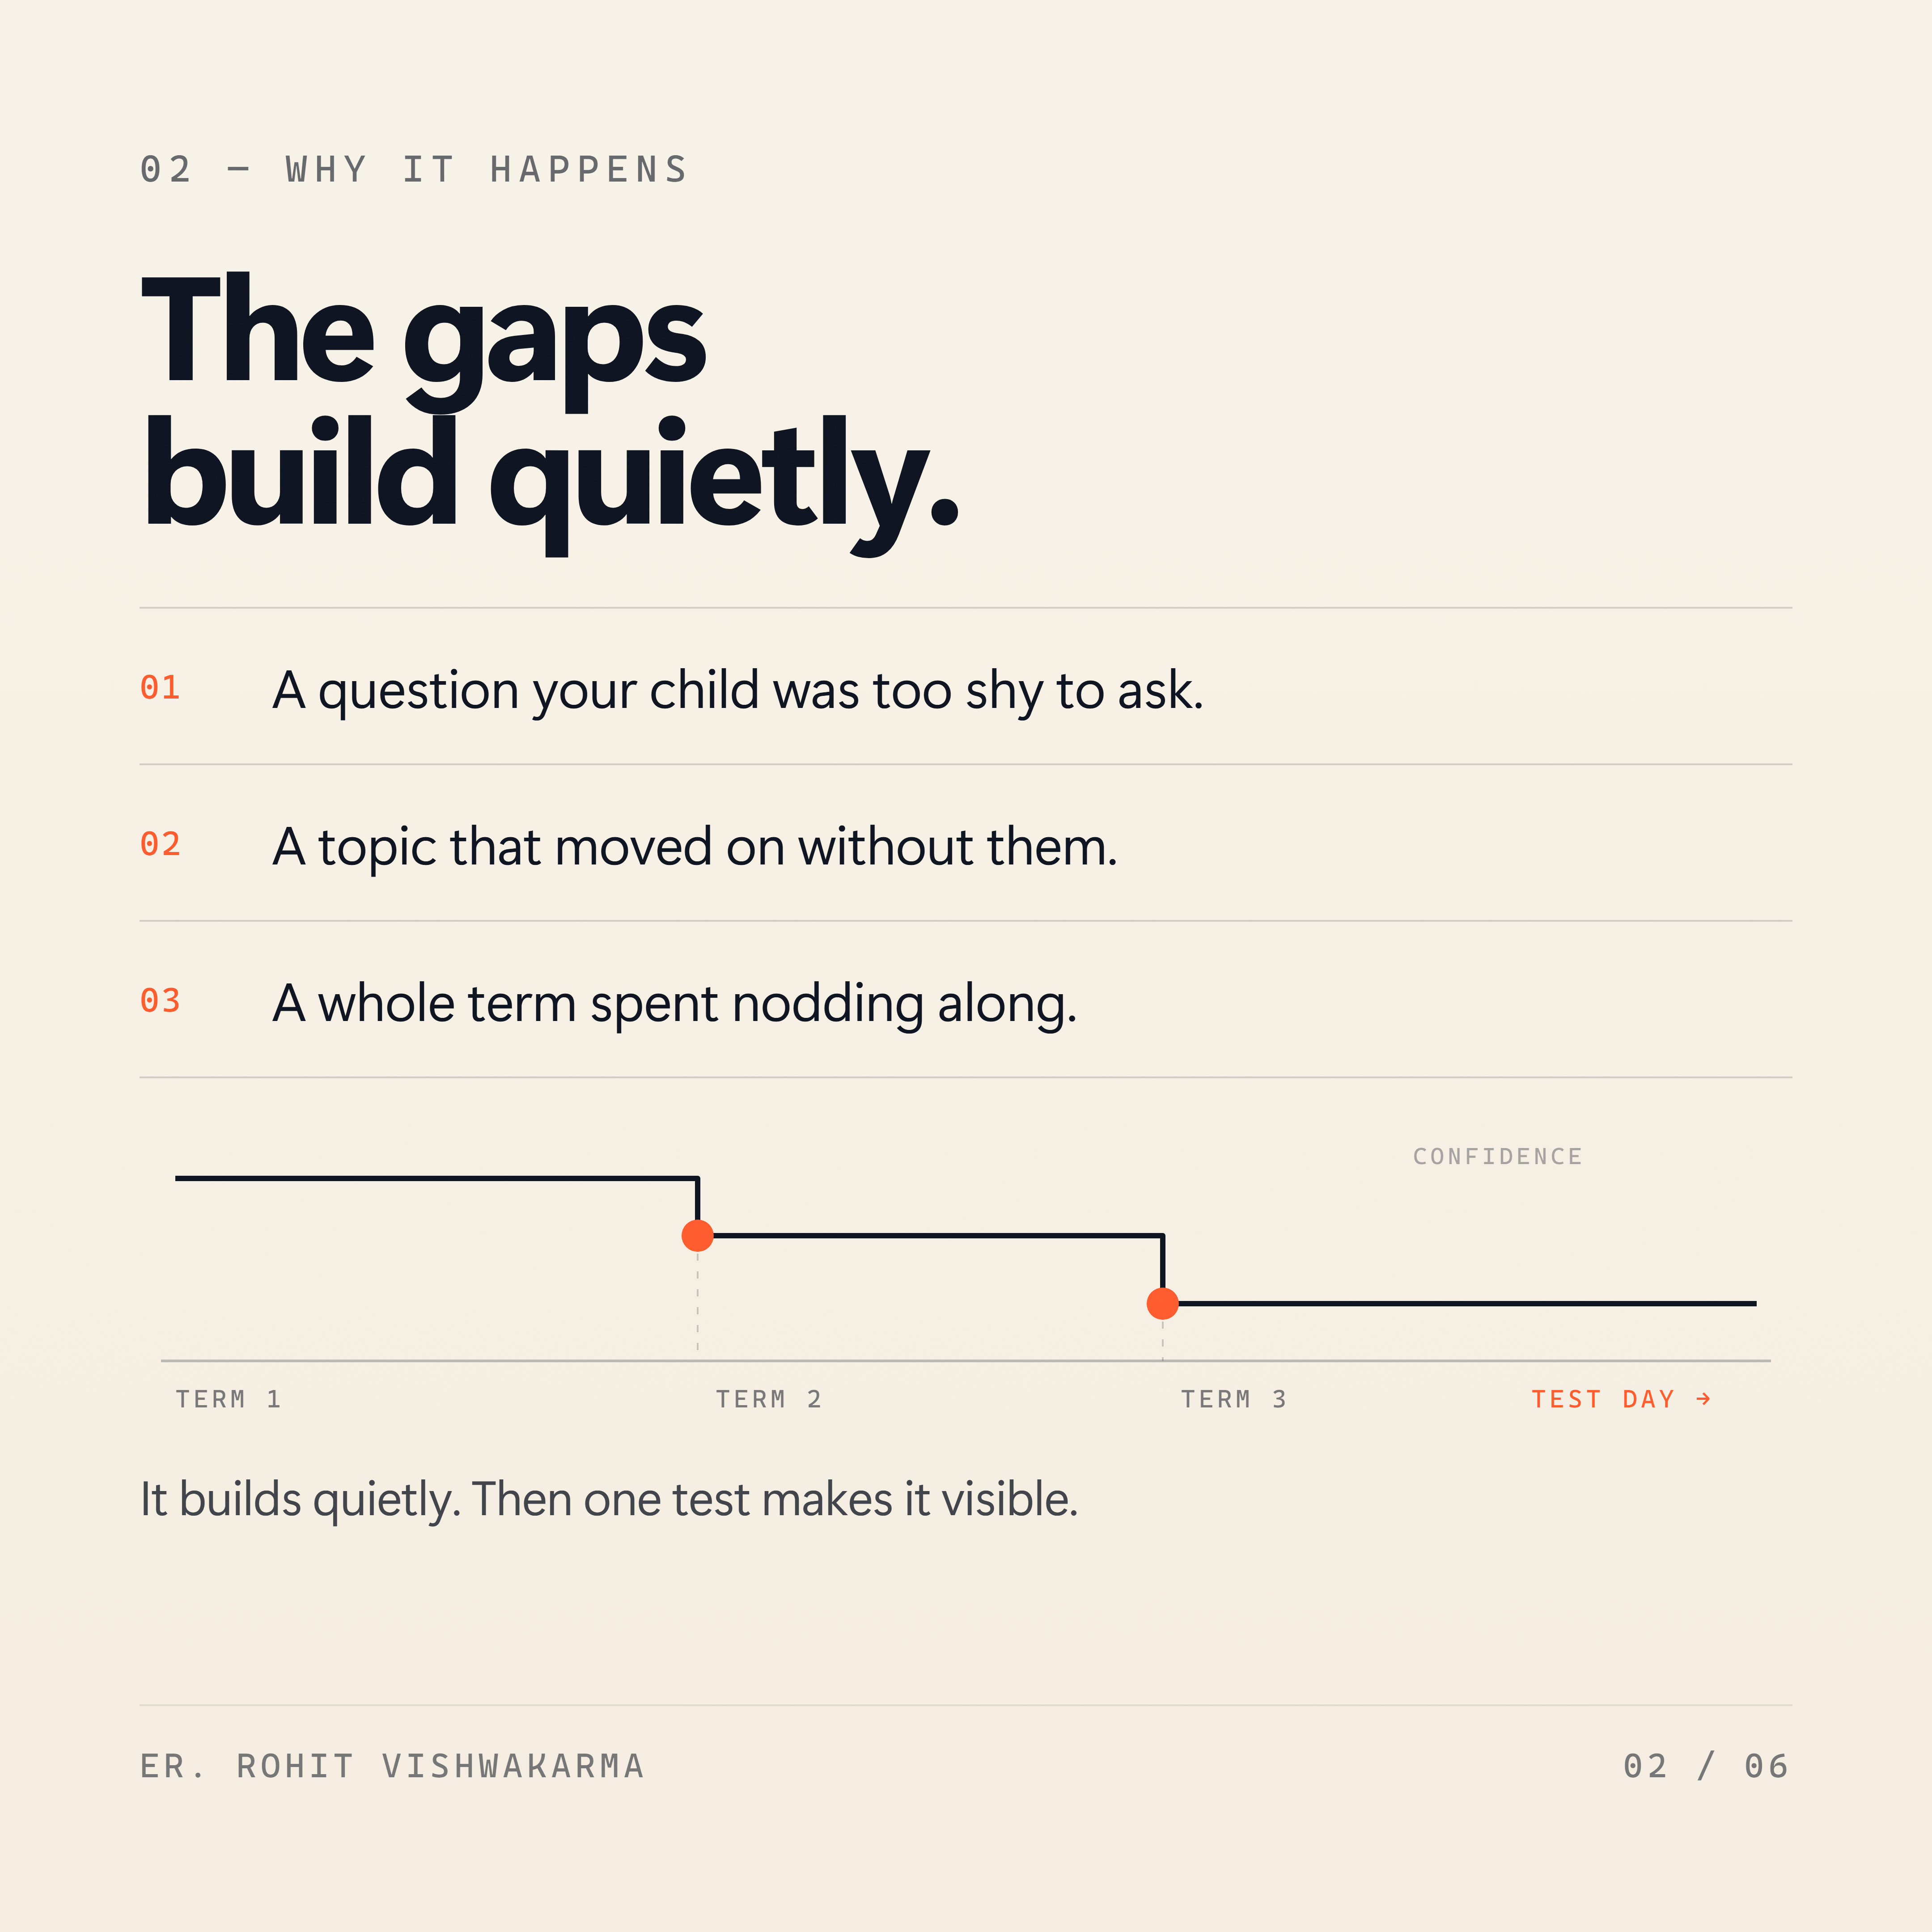 02 — WHY IT HAPPENS
The gaps
build quietly.
01 A question your child was too shy to ask.
02 A topic that moved on without them.
03 A whole term spent nodding along.
CONFIDENCE
TERM 1 TERM 2 TERM 3 TEST DAY →
It builds quietly. Then one test makes it visible.
ER. ROHIT VISHWAKARMA 02 / 06